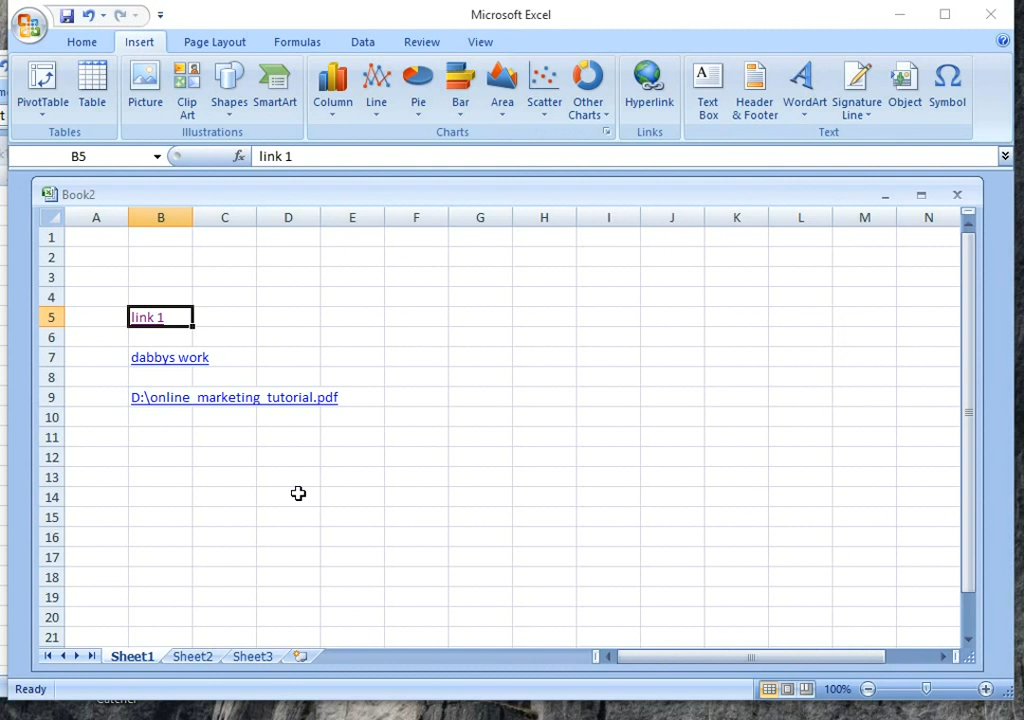 Microsoft Excel
Home Insert Page Layout Formulas Data Review View
PivotTable Table Picture Clip Art Shapes SmartArt Column Line Pie Bar Area Scatter Other Charts Hyperlink Text Box Header & Footer WordArt Signature Line Object Symbol
Tables Illustrations Charts Links Text
B5 fx link 1
Book2
A B C D E F G H I J K L M N
1
2
3
4
5 link 1
6
7 dabbys work
8
9 D:\online_marketing_tutorial.pdf
10
11
12
13
14
15
16
17
18
19
20
21
Sheet1 Sheet2 Sheet3
Ready 100%